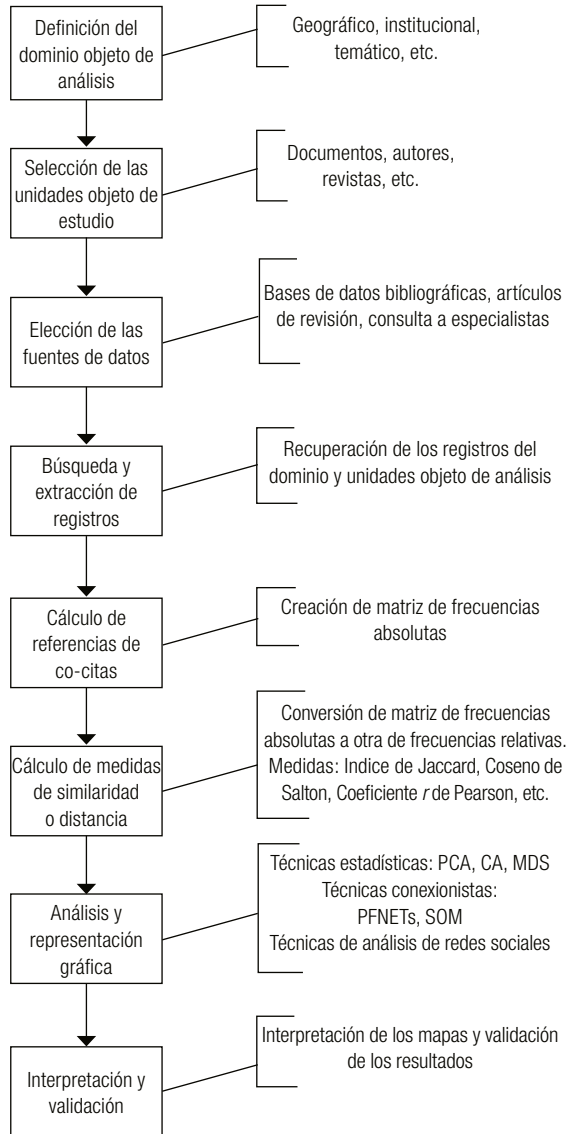 Definición del
dominio objeto de
análisis
Geográfico, institucional,
temático, etc.
Selección de las
unidades objeto de
estudio
Documentos, autores,
revistas, etc.
Elección de las
fuentes de datos
Bases de datos bibliográficas, artículos
de revisión, consulta a especialistas
Búsqueda y
extracción de
registros
Recuperación de los registros del
dominio y unidades objeto de análisis
Cálculo de
referencias de
co-citas
Creación de matriz de frecuencias
absolutas
Cálculo de medidas
de similaridad
o distancia
Conversión de matriz de frecuencias
absolutas a otra de frecuencias relativas.
Medidas: Indice de Jaccard, Coseno de
Salton, Coeficiente r de Pearson, etc.
Análisis y
representación
gráfica
Técnicas estadísticas: PCA, CA, MDS
Técnicas conexionistas:
PFNETs, SOM
Técnicas de análisis de redes sociales
Interpretación y
validación
Interpretación de los mapas y validación
de los resultados